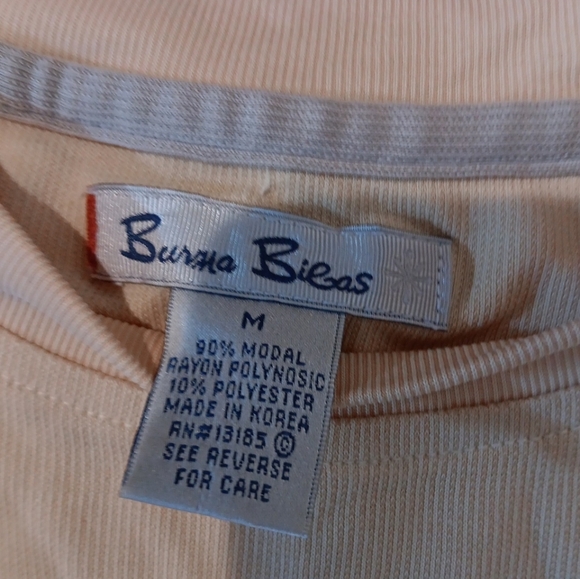 Burma Bibas
M
90% MODAL
RAYON POLYNOSIC
10% POLYESTER
MADE IN KOREA
RN#13185 ©
SEE REVERSE
FOR CARE